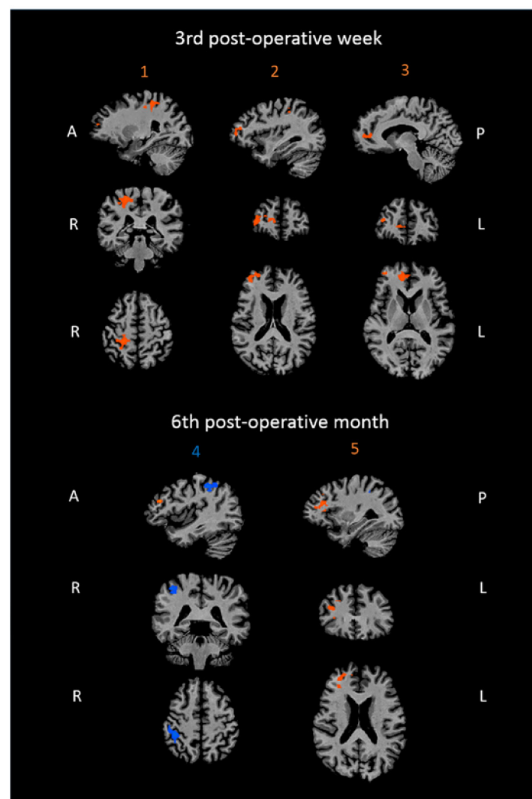 3rd post-operative week
1 2 3
A P
R L
R L
6th post-operative month
4 5
A P
R L
R L